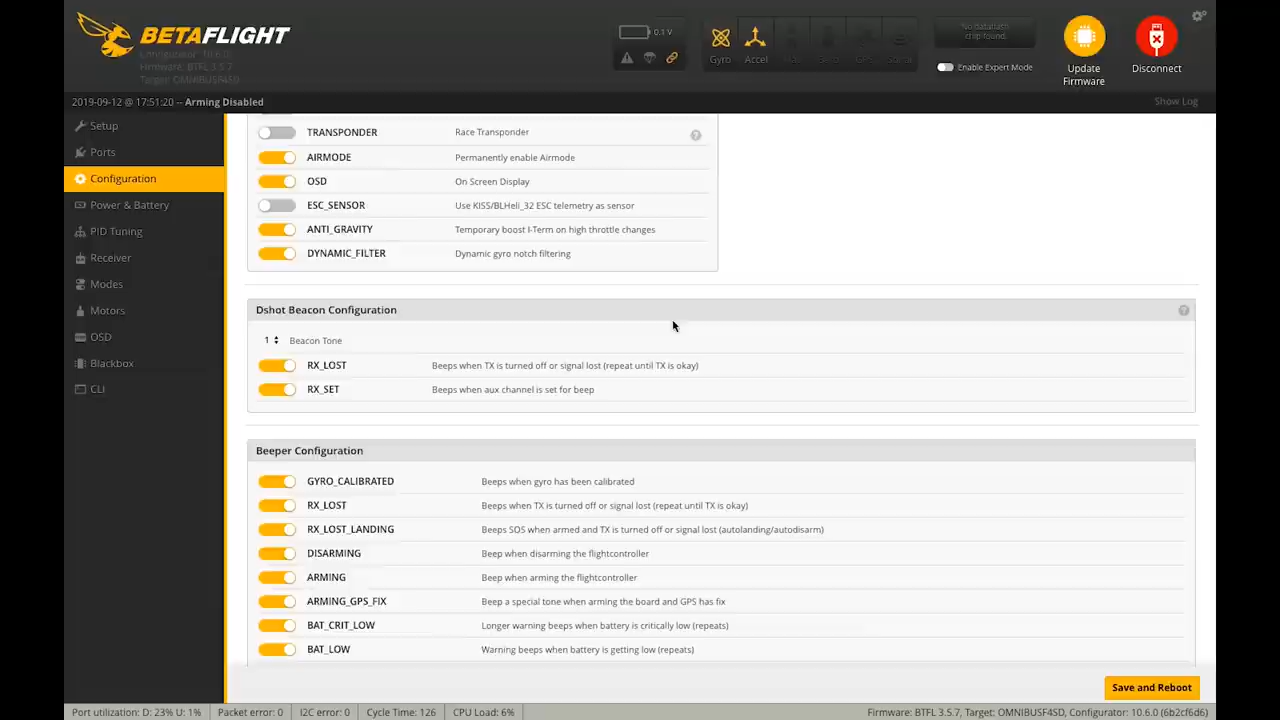 BETAFLIGHT
Configurator: 10.6.0
Firmware: BTFL 3.5.7
Target: OMNIBUSF4SD
0.1 V
Gyro
Accel
No dataflash
chip found.
Enable Expert Mode
Update
Firmware
Disconnect
2019-09-12 @ 17:51:20 -- Arming Disabled
Show Log
Setup
Ports
Configuration
Power & Battery
PID Tuning
Receiver
Modes
Motors
OSD
Blackbox
CLI
TRANSPONDER Race Transponder
AIRMODE Permanently enable Airmode
OSD On Screen Display
ESC_SENSOR Use KISS/BLHeli_32 ESC telemetry as sensor
ANTI_GRAVITY Temporary boost I-Term on high throttle changes
DYNAMIC_FILTER Dynamic gyro notch filtering
Dshot Beacon Configuration
1 Beacon Tone
RX_LOST Beeps when TX is turned off or signal lost (repeat until TX is okay)
RX_SET Beeps when aux channel is set for beep
Beeper Configuration
GYRO_CALIBRATED Beeps when gyro has been calibrated
RX_LOST Beeps when TX is turned off or signal lost (repeat until TX is okay)
RX_LOST_LANDING Beeps SOS when armed and TX is turned off or signal lost (autolanding/autodisarm)
DISARMING Beep when disarming the flightcontroller
ARMING Beep when arming the flightcontroller
ARMING_GPS_FIX Beep a special tone when arming the board and GPS has fix
BAT_CRIT_LOW Longer warning beeps when battery is critically low (repeats)
BAT_LOW Warning beeps when battery is getting low (repeats)
Save and Reboot
Port utilization: D: 23% U: 1% Packet error: 0 I2C error: 0 Cycle Time: 126 CPU Load: 6% Firmware: BTFL 3.5.7, Target: OMNIBUSF4SD, Configurator: 10.6.0 (6b2cf6d6)